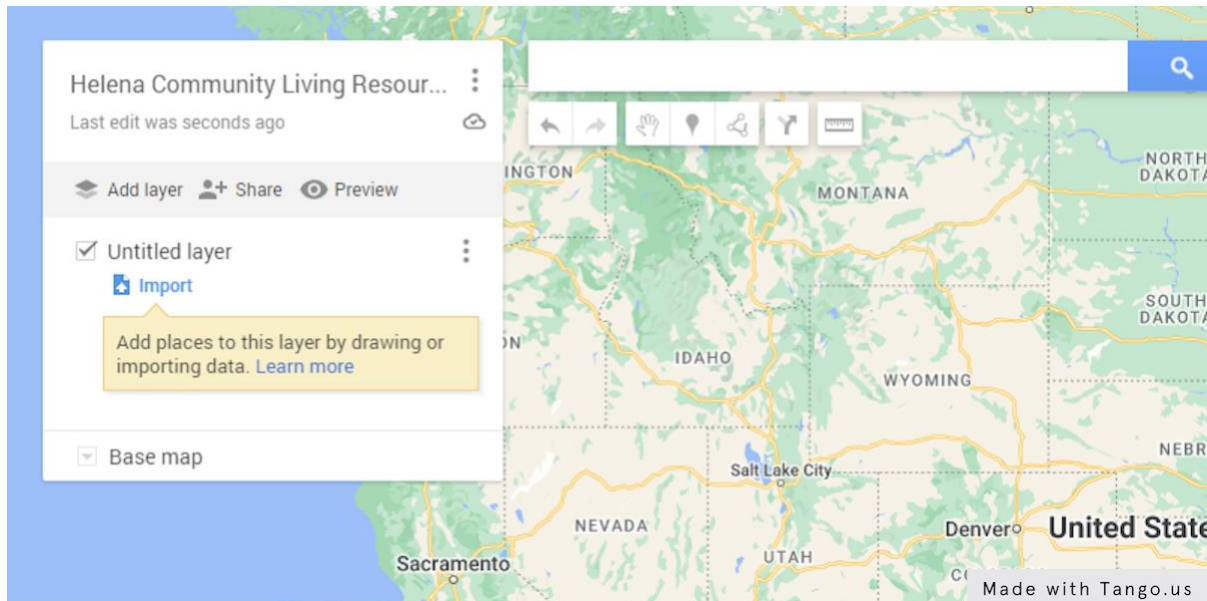 Helena Community Living Resour...
Last edit was seconds ago
Add layer Share Preview
Untitled layer
Import
Add places to this layer by drawing or
importing data. Learn more
Base map
INGTON
MONTANA
NORTH
DAKOTA
SOUTH
DAKOTA
ON
IDAHO
WYOMING
NEBR
Salt Lake City
NEVADA
Denver
United State
UTAH
Sacramento
Made with Tango.us